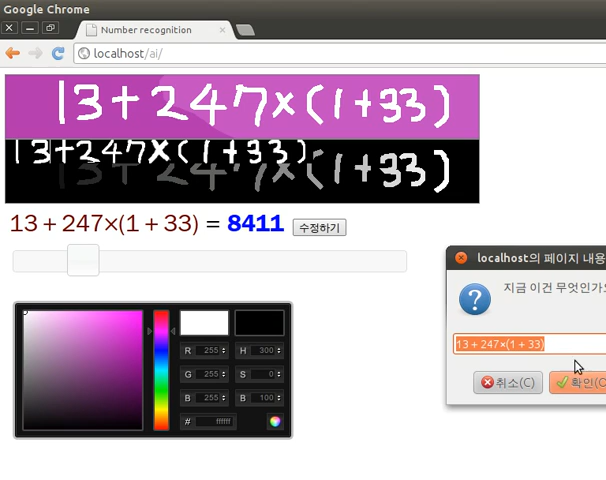 Google Chrome
Number recognition
localhost/ai/
13+247×(1+33)
13+247×(1+33)
13+247×(1+33) = 8411 수정하기
localhost의 페이지 내용
지금 이건 무엇인가요
13+247×(1+33)
취소(C) 확인(O
R 255 H 300
G 255 S 0
B 255 B 100
# ffffff